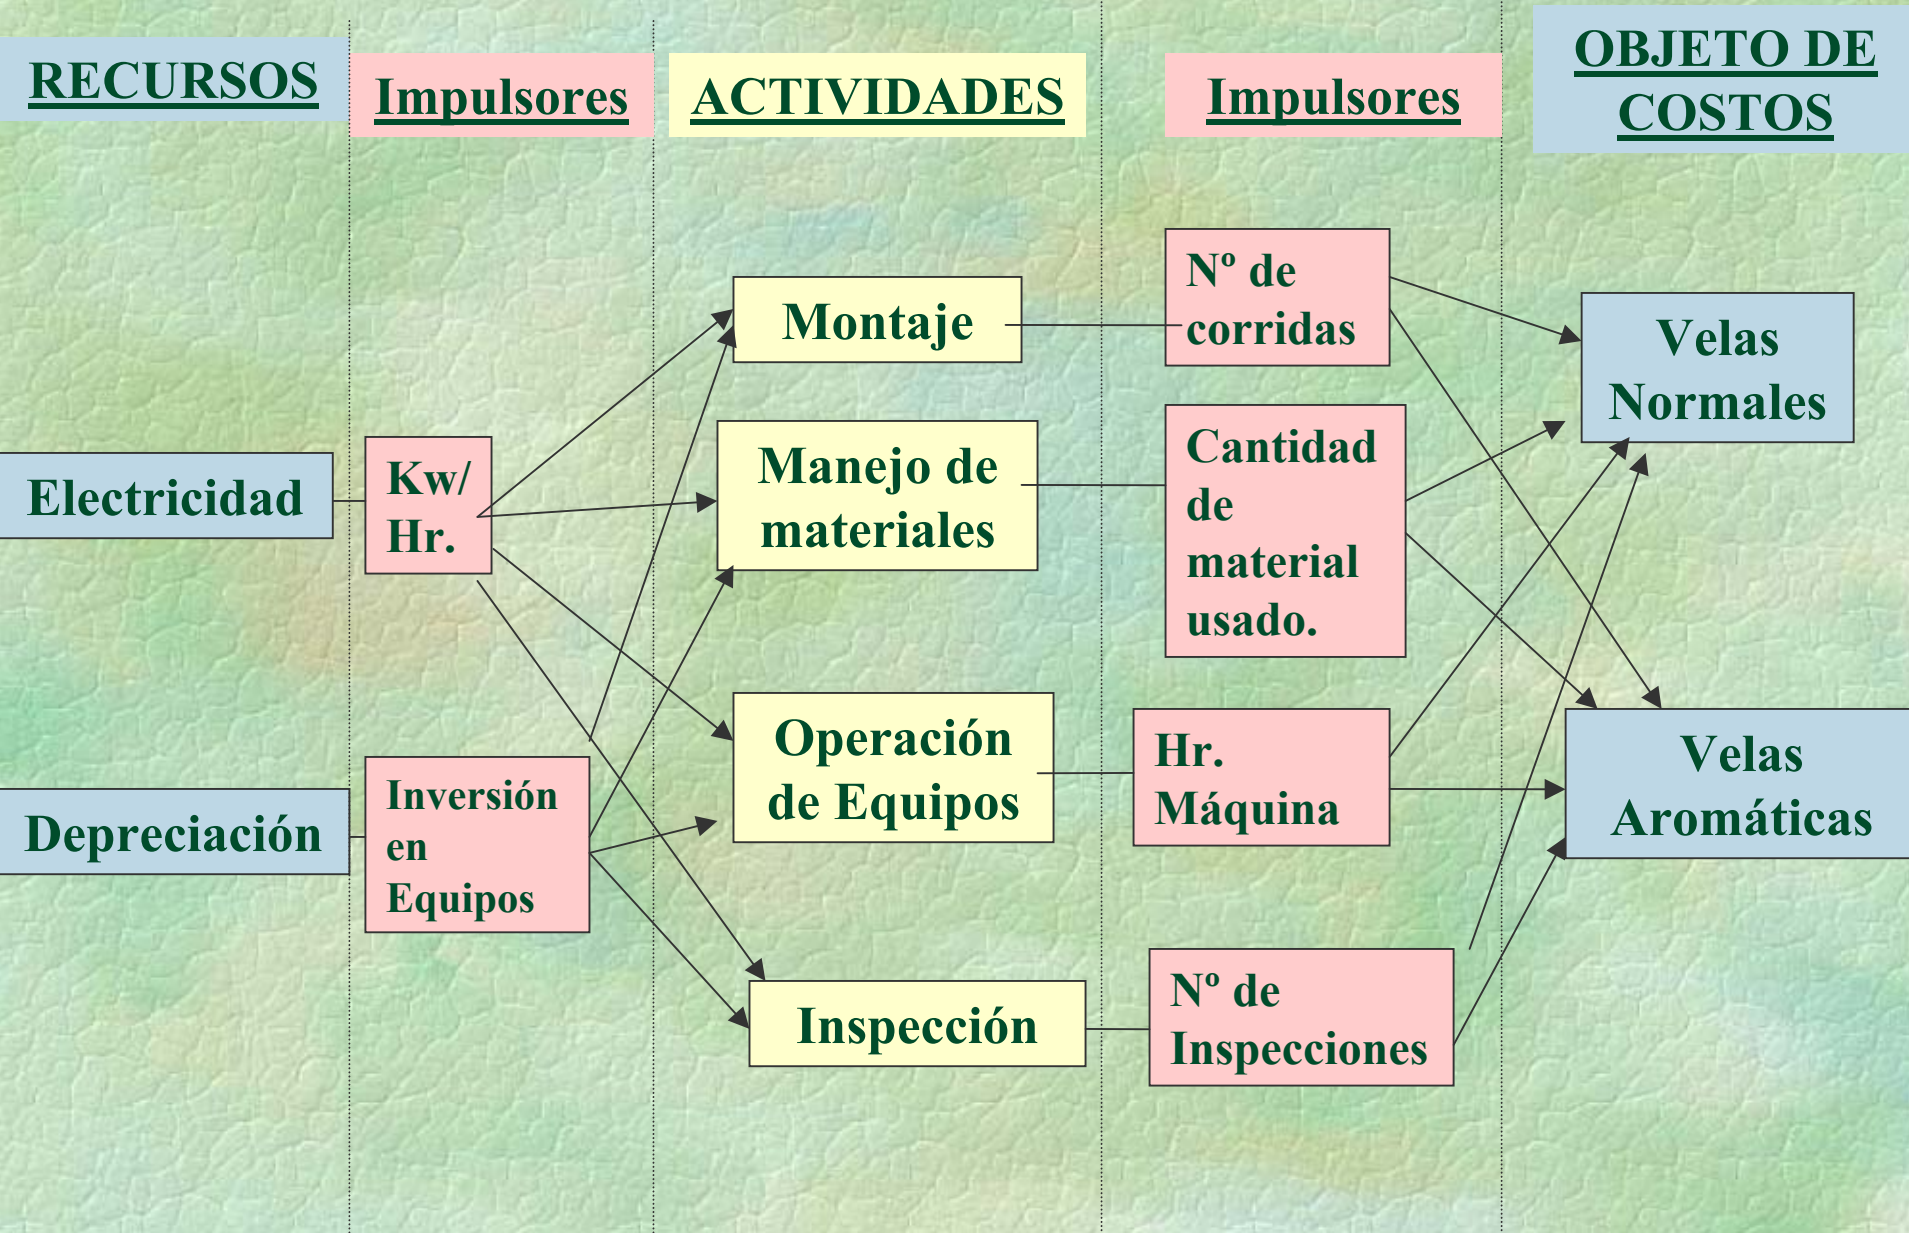 RECURSOS
Impulsores
ACTIVIDADES
Impulsores
OBJETO DE
COSTOS
Electricidad
Kw/
Hr.
Depreciación
Inversión
en
Equipos
Montaje
Manejo de
materiales
Operación
de Equipos
Inspección
Nº de
corridas
Cantidad
de
material
usado.
Hr.
Máquina
Nº de
Inspecciones
Velas
Normales
Velas
Aromáticas